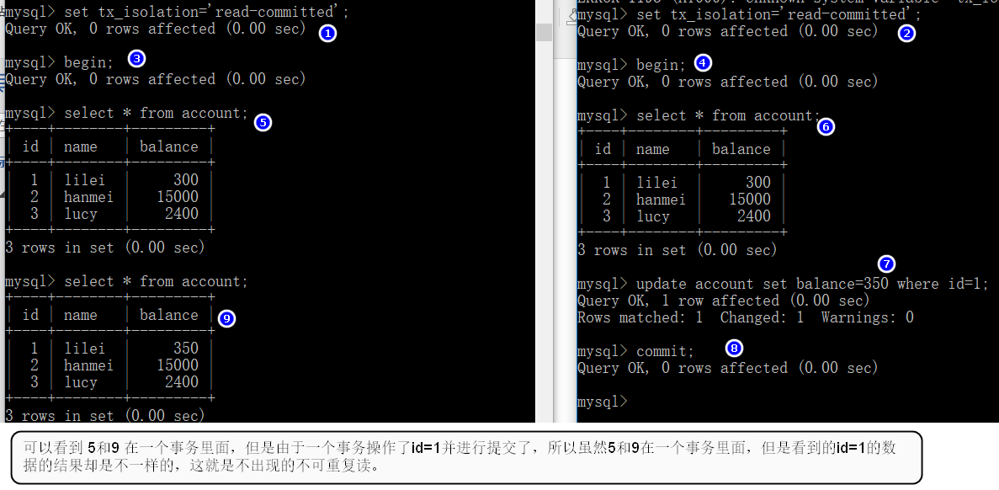 mysql> set tx_isolation='read-committed';
Query OK, 0 rows affected (0.00 sec) 1
mysql> begin; 3
Query OK, 0 rows affected (0.00 sec)
mysql> select * from account; 5
+----+--------+---------+
| id | name   | balance |
+----+--------+---------+
|  1 | lilei  |     300 |
|  2 | hanmei |   15000 |
|  3 | lucy   |    2400 |
+----+--------+---------+
3 rows in set (0.00 sec)
mysql> select * from account;
+----+--------+---------+
| id | name   | balance | 9
+----+--------+---------+
|  1 | lilei  |     350 |
|  2 | hanmei |   15000 |
|  3 | lucy   |    2400 |
+----+--------+---------+
3 rows in set (0.00 sec)
mysql> set tx_isolation='read-committed';
Query OK, 0 rows affected (0.00 sec) 2
mysql> begin; 4
Query OK, 0 rows affected (0.00 sec)
mysql> select * from account; 6
+----+--------+---------+
| id | name   | balance |
+----+--------+---------+
|  1 | lilei  |     300 |
|  2 | hanmei |   15000 |
|  3 | lucy   |    2400 |
+----+--------+---------+
3 rows in set (0.00 sec)
7
mysql> update account set balance=350 where id=1;
Query OK, 1 row affected (0.00 sec)
Rows matched: 1  Changed: 1  Warnings: 0
mysql> commit; 8
Query OK, 0 rows affected (0.00 sec)
mysql>
可以看到 5和9 在一个事务里面，但是由于一个事务操作了id=1并进行提交了，所以虽然5和9在一个事务里面，但是看到的id=1的数
据的结果却是不一样的，这就是不出现的不可重复读。